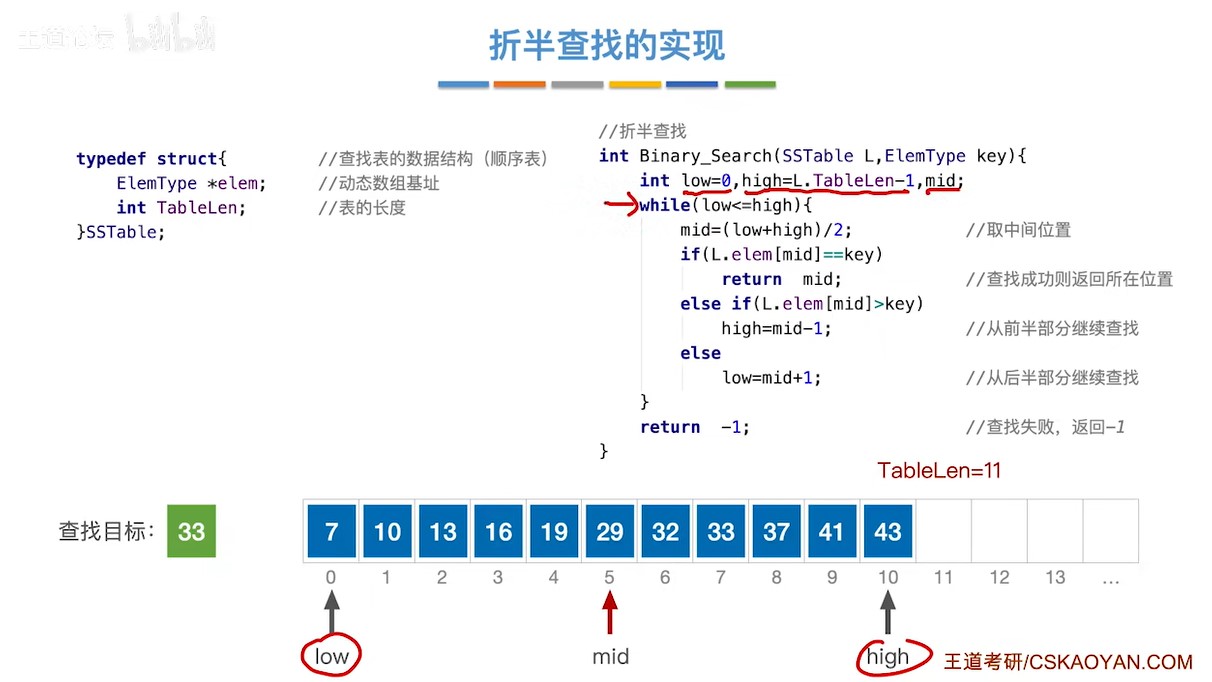 王道论坛 bilibili
折半查找的实现
typedef struct{ //查找表的数据结构（顺序表）
ElemType *elem; //动态数组基址
int TableLen; //表的长度
}SSTable;
//折半查找
int Binary_Search(SSTable L,ElemType key){
int low=0,high=L.TableLen-1,mid;
while(low<=high){
mid=(low+high)/2; //取中间位置
if(L.elem[mid]==key)
return mid; //查找成功则返回所在位置
else if(L.elem[mid]>key)
high=mid-1; //从前半部分继续查找
else
low=mid+1; //从后半部分继续查找
}
return -1; //查找失败，返回-1
}
TableLen=11
查找目标： 33 7 10 13 16 19 29 32 33 37 41 43
0 1 2 3 4 5 6 7 8 9 10 11 12 13 ...
low mid high
王道考研/CSKAOYAN.COM